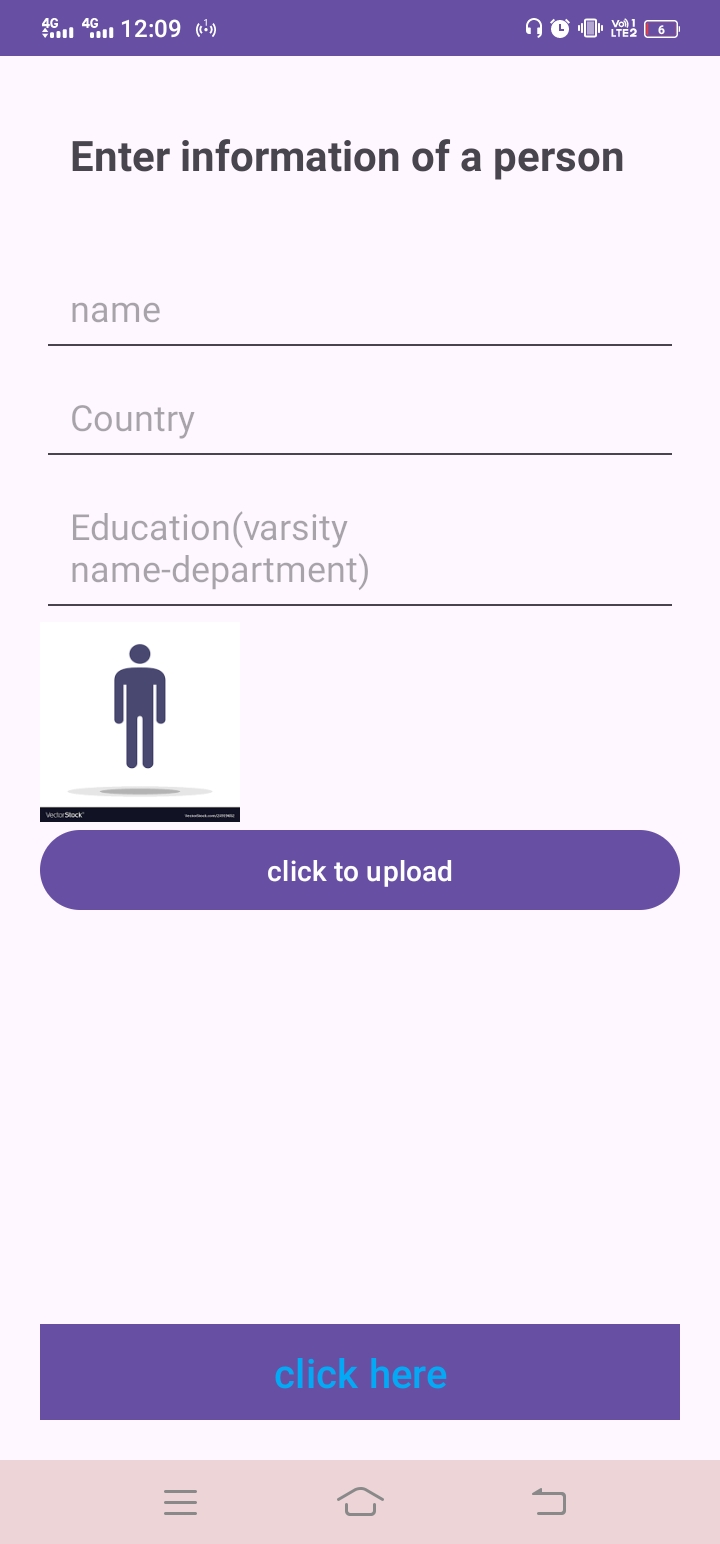 4G 4G 12:09 1 Vo) 1 LTE2 6
Enter information of a person
name
Country
Education(varsity
name-department)
VectorStock
click to upload
click here